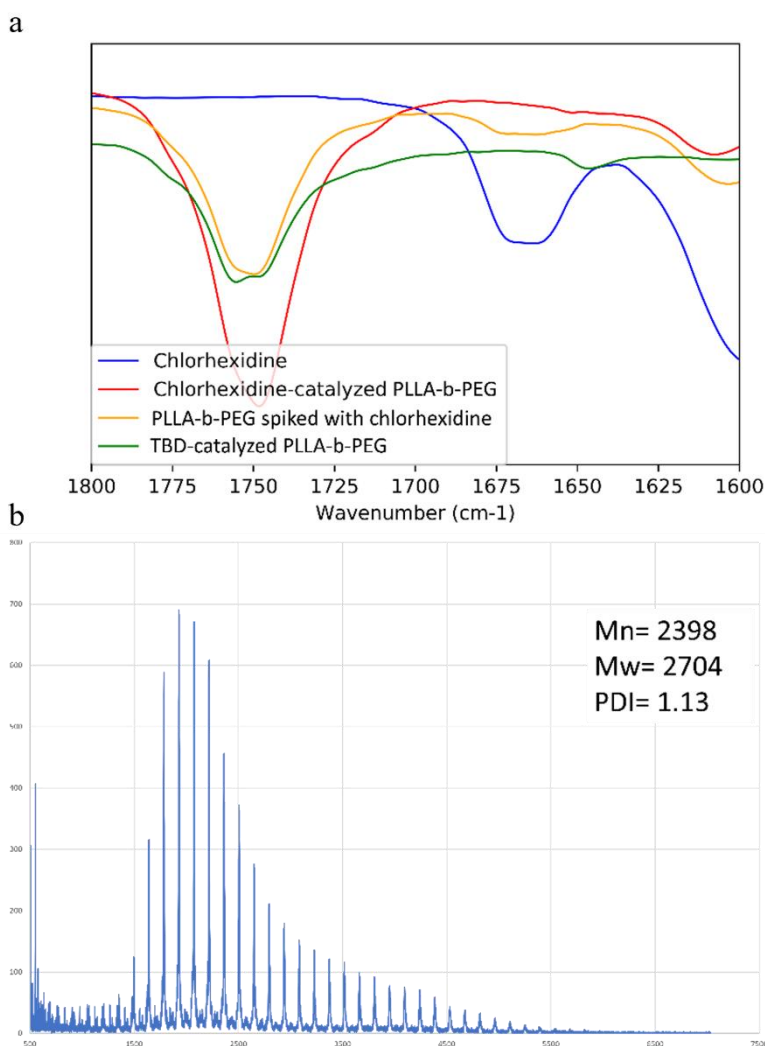 a
Chlorhexidine
Chlorhexidine-catalyzed PLLA-b-PEG
PLLA-b-PEG spiked with chlorhexidine
TBD-catalyzed PLLA-b-PEG
1800 1775 1750 1725 1700 1675 1650 1625 1600
Wavenumber (cm-1)
b
800
700
600
500
400
300
200
100
0
Mn= 2398
Mw= 2704
PDI= 1.13
500 1500 2500 3500 4500 5500 6500 7500